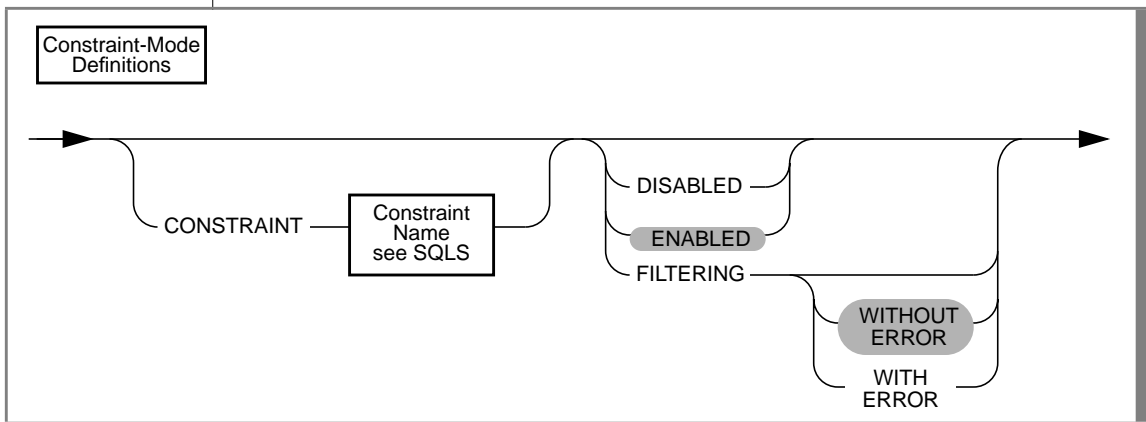 Constraint-Mode
Definitions
CONSTRAINT
Constraint
Name
see SQLS
DISABLED
ENABLED
FILTERING
WITHOUT
ERROR
WITH
ERROR